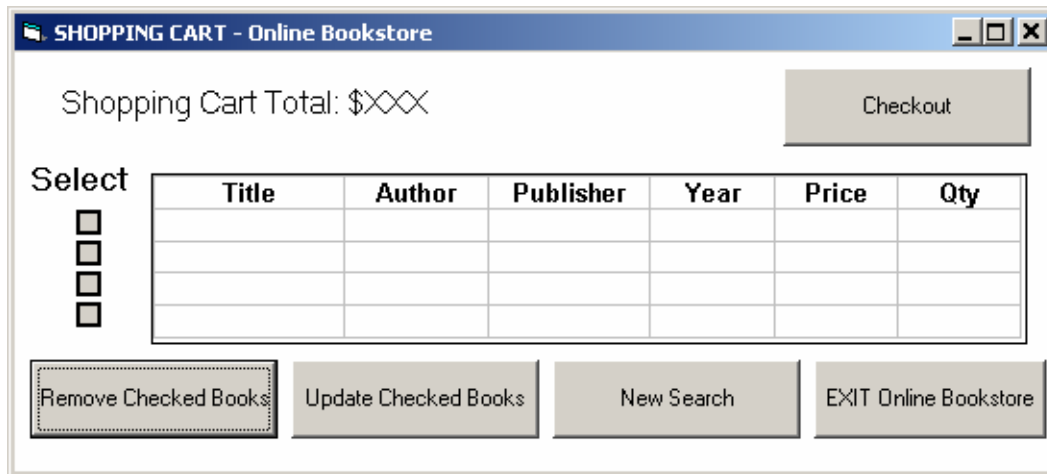 SHOPPING CART - Online Bookstore
Shopping Cart Total: $XXX
Checkout
Select
Title Author Publisher Year Price Qty
Remove Checked Books Update Checked Books New Search EXIT Online Bookstore